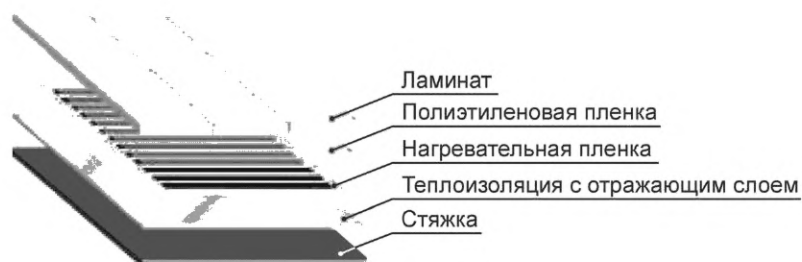 Ламинат
Полиэтиленовая пленка
Нагревательная пленка
Теплоизоляция с отражающим слоем
Стяжка